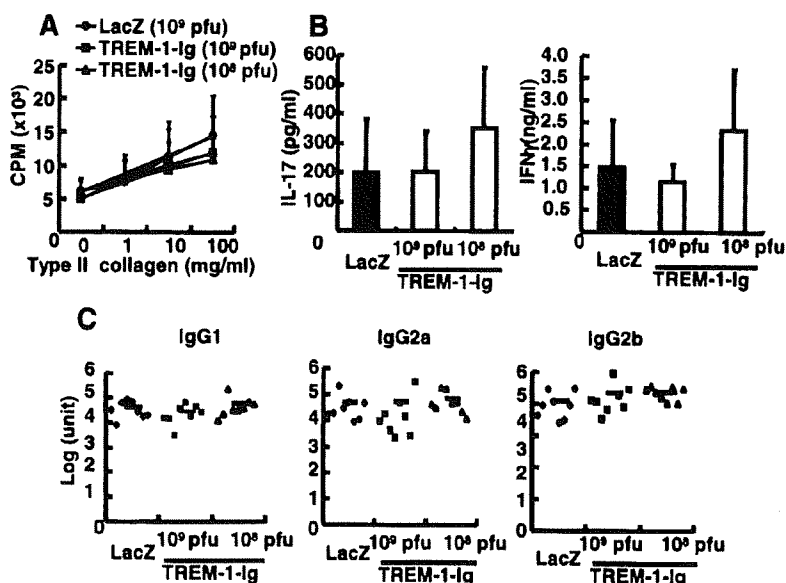 A
LacZ (10⁹ pfu)
TREM-1-Ig (10⁹ pfu)
TREM-1-Ig (10⁸ pfu)
CPM (x10³)
25
20
15
10
5
0
0 1 10 100
Type II collagen (mg/ml)
B
IL-17 (pg/ml)
600
500
400
300
200
100
0
LacZ
10⁹ pfu 10⁸ pfu
TREM-1-Ig
IFNγ(ng/ml)
4.0
3.5
3.0
2.5
2.0
1.5
1.0
0.5
0
LacZ
10⁹ pfu 10⁸ pfu
TREM-1-Ig
C
IgG1
Log (unit)
6
5
4
3
2
1
0
LacZ
10⁹ pfu 10⁸ pfu
TREM-1-Ig
IgG2a
6
5
4
3
2
1
0
LacZ
10⁹ pfu 10⁸ pfu
TREM-1-Ig
IgG2b
6
5
4
3
2
1
0
LacZ
10⁹ pfu 10⁸ pfu
TREM-1-Ig